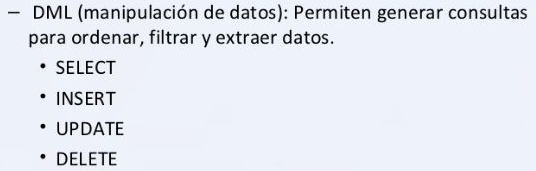 – DML (manipulación de datos): Permiten generar consultas
para ordenar, filtrar y extraer datos.
• SELECT
• INSERT
• UPDATE
• DELETE